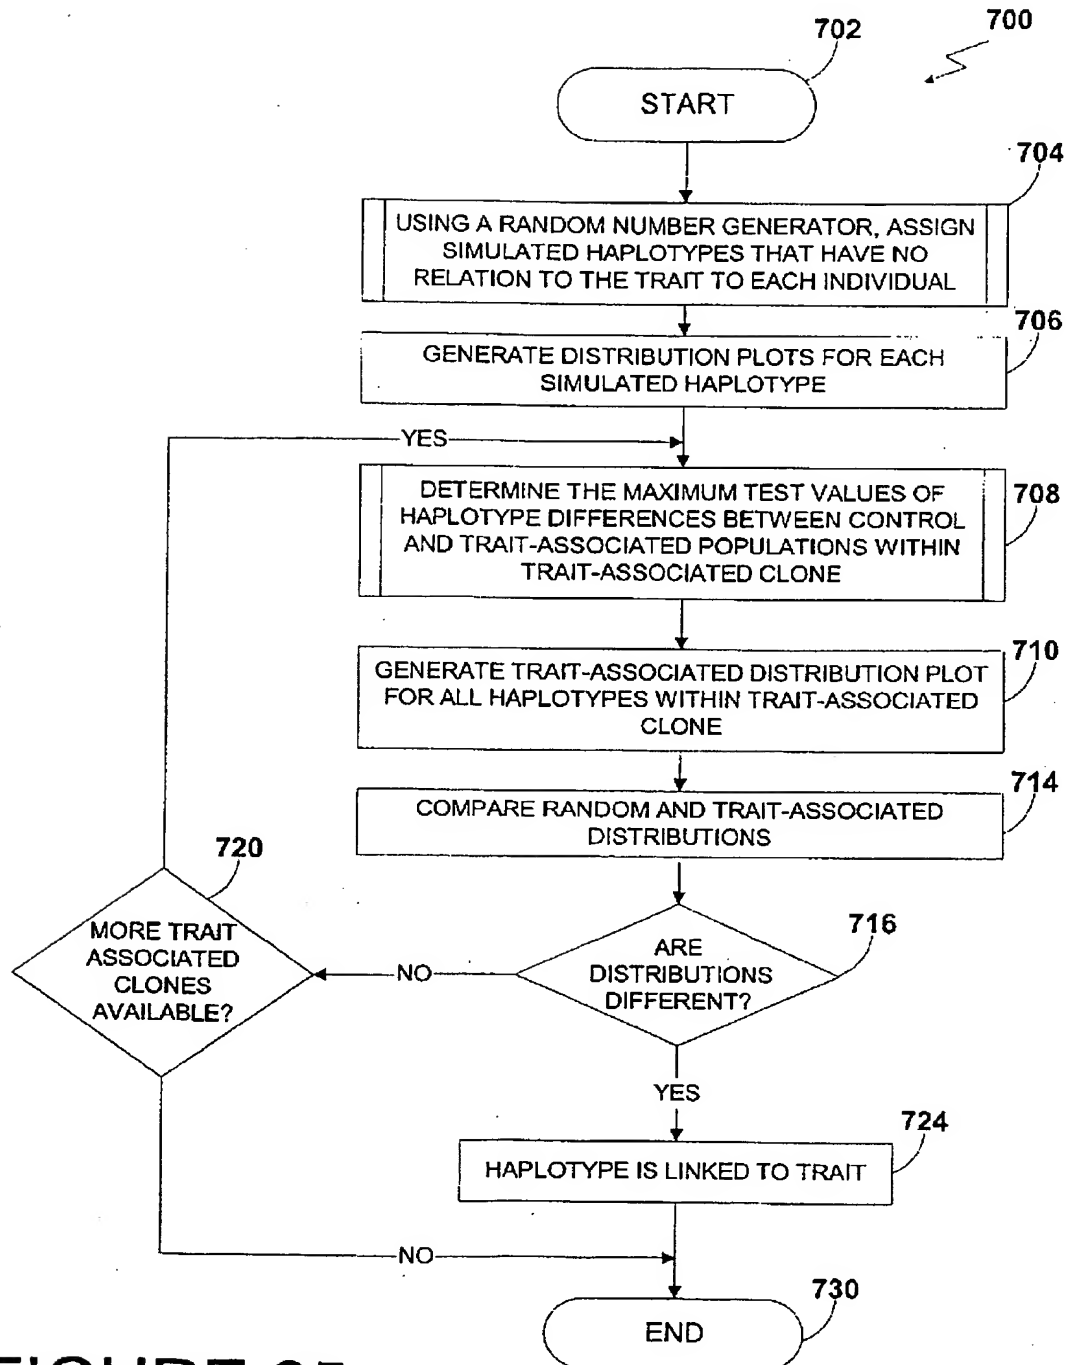 700
702
START
704
USING A RANDOM NUMBER GENERATOR, ASSIGN
SIMULATED HAPLOTYPES THAT HAVE NO
RELATION TO THE TRAIT TO EACH INDIVIDUAL
706
GENERATE DISTRIBUTION PLOTS FOR EACH
SIMULATED HAPLOTYPE
YES
708
DETERMINE THE MAXIMUM TEST VALUES OF
HAPLOTYPE DIFFERENCES BETWEEN CONTROL
AND TRAIT-ASSOCIATED POPULATIONS WITHIN
TRAIT-ASSOCIATED CLONE
710
GENERATE TRAIT-ASSOCIATED DISTRIBUTION PLOT
FOR ALL HAPLOTYPES WITHIN TRAIT-ASSOCIATED
CLONE
714
COMPARE RANDOM AND TRAIT-ASSOCIATED
DISTRIBUTIONS
720
MORE TRAIT
ASSOCIATED
CLONES
AVAILABLE?
NO
716
ARE
DISTRIBUTIONS
DIFFERENT?
YES
724
HAPLOTYPE IS LINKED TO TRAIT
NO
730
END